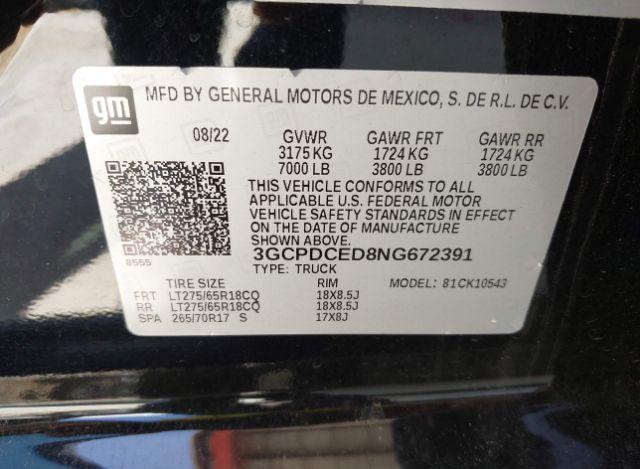 gm
MFD BY GENERAL MOTORS DE MEXICO, S. DE R.L. DE C.V.
08/22 GVWR GAWR FRT GAWR RR
3175 KG 1724 KG 1724 KG
7000 LB 3800 LB 3800 LB
THIS VEHICLE CONFORMS TO ALL
APPLICABLE U.S. FEDERAL MOTOR
VEHICLE SAFETY STANDARDS IN EFFECT
ON THE DATE OF MANUFACTURE
SHOWN ABOVE.
8555 3GCPDCED8NG672391
TYPE: TRUCK MODEL: 81CK10543
TIRE SIZE RIM
FRT LT275/65R18CQ 18X8.5J
RR LT275/65R18CQ 18X8.5J
SPA 265/70R17 S 17X8J